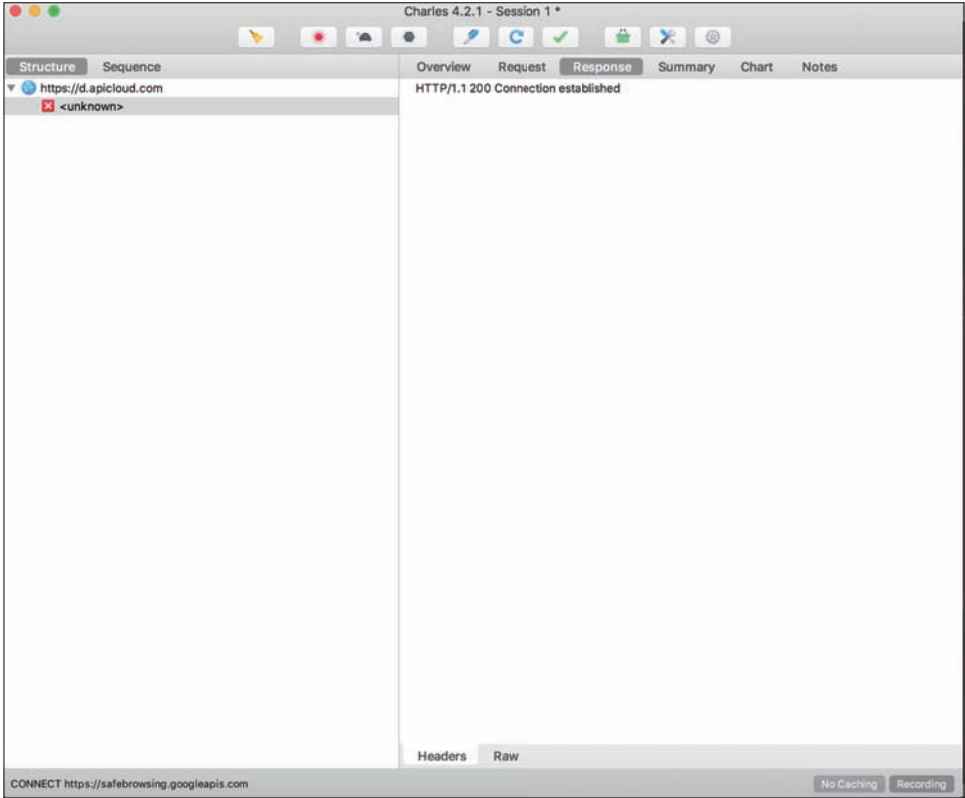 Charles 4.2.1 - Session 1 *
Structure Sequence
Overview Request Response Summary Chart Notes
https://d.apicloud.com
<unknown>
HTTP/1.1 200 Connection established
Headers Raw
CONNECT https://safebrowsing.googleapis.com
No Caching Recording